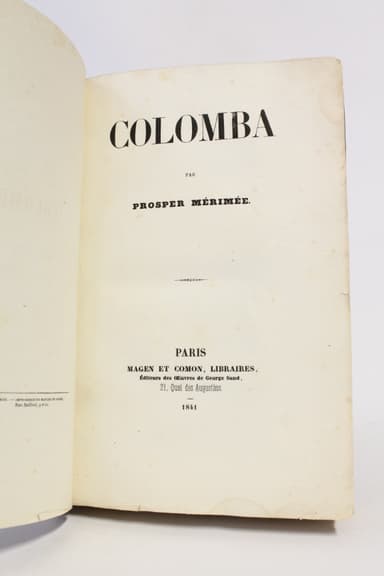 COLOMBA
PAR
PROSPER MÉRIMÉE.
PARIS
MAGEN ET COMON, LIBRAIRES,
Éditeurs des Œuvres de George Sand,
21, Quai des Augustins
1841